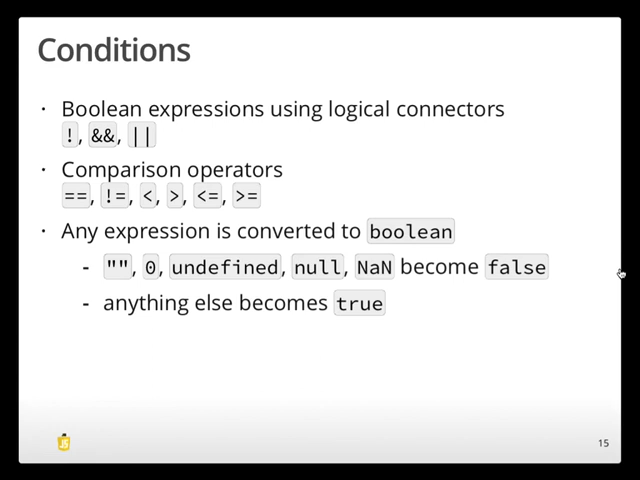 Conditions
· Boolean expressions using logical connectors
!, &&, ||
· Comparison operators
==, !=, <, >, <=, >=
· Any expression is converted to boolean
- "", 0, undefined, null, NaN become false
- anything else becomes true
JS
15